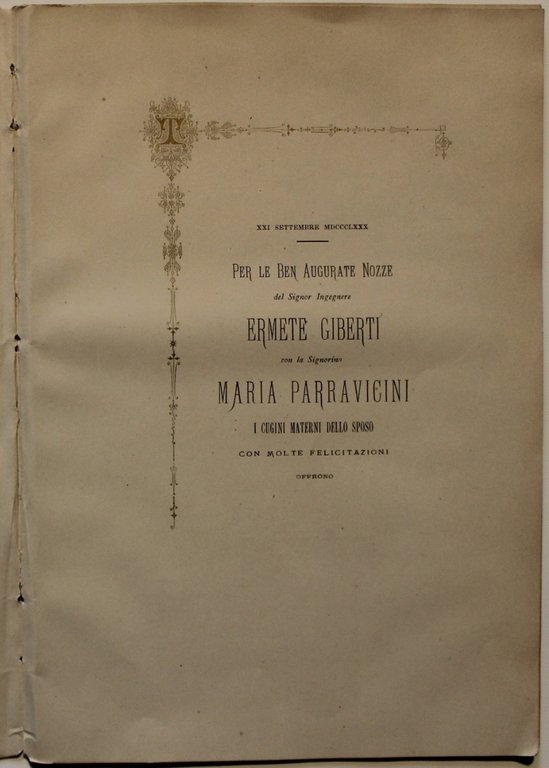 T
XXI SETTEMBRE MDCCCLXXX
PER LE BEN AUGURATE NOZZE
del Signor Ingegnere
ERMETE GIBERTI
con la Signorina
MARIA PARRAVICINI
I CUGINI MATERNI DELLO SPOSO
CON MOLTE FELICITAZIONI
OFFRONO